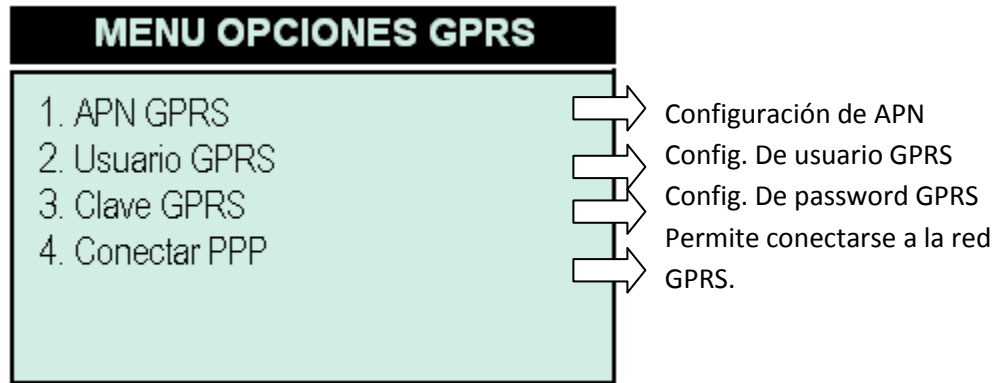 MENU OPCIONES GPRS
1. APN GPRS
2. Usuario GPRS
3. Clave GPRS
4. Conectar PPP
Configuración de APN
Config. De usuario GPRS
Config. De password GPRS
Permite conectarse a la red
GPRS.